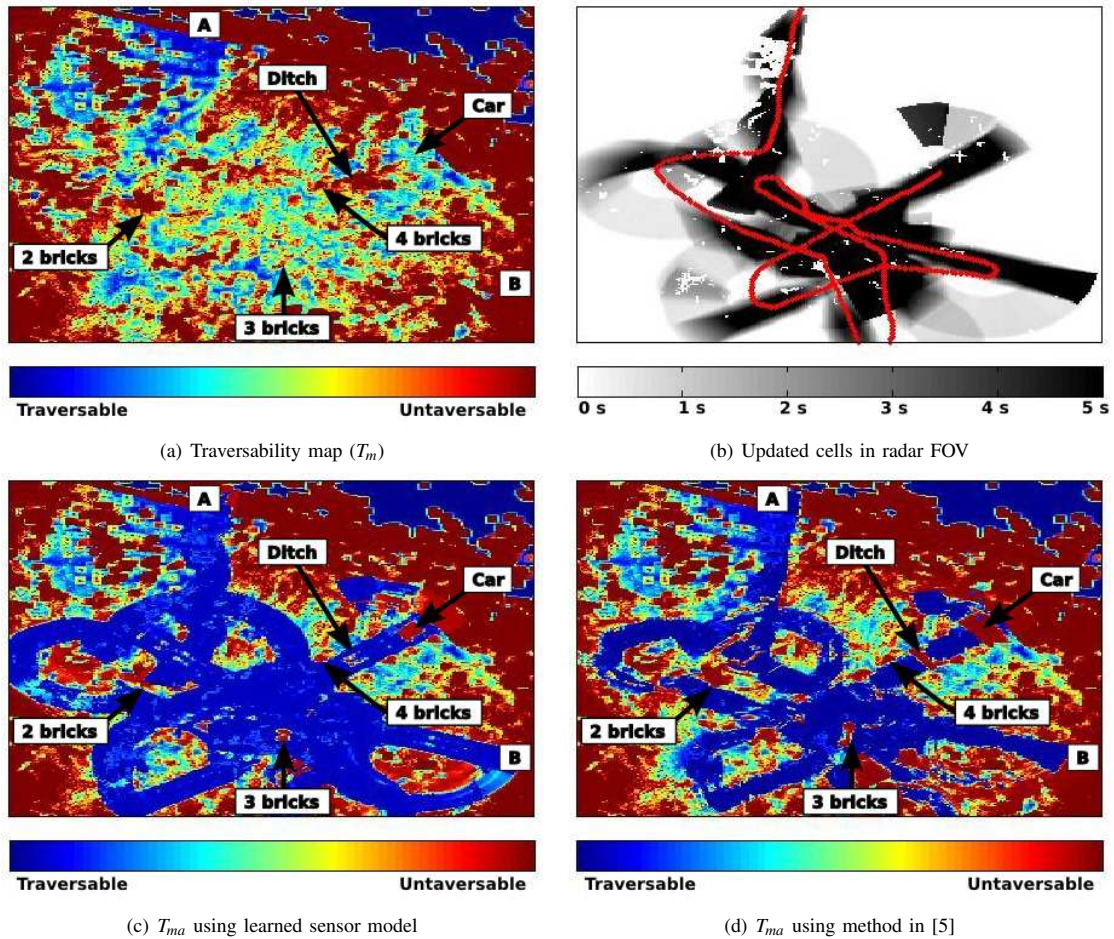 A
Ditch
Car
2 bricks
4 bricks
B
3 bricks
Traversable Untaversable
(a) Traversability map (Tm)
0 s 1 s 2 s 3 s 4 s 5 s
(b) Updated cells in radar FOV
A
Ditch
Car
2 bricks
4 bricks
B
3 bricks
Traversable Untaversable
(c) Tma using learned sensor model
A
Ditch
Car
2 bricks
4 bricks
B
3 bricks
Traversable Untaversable
(d) Tma using method in [5]